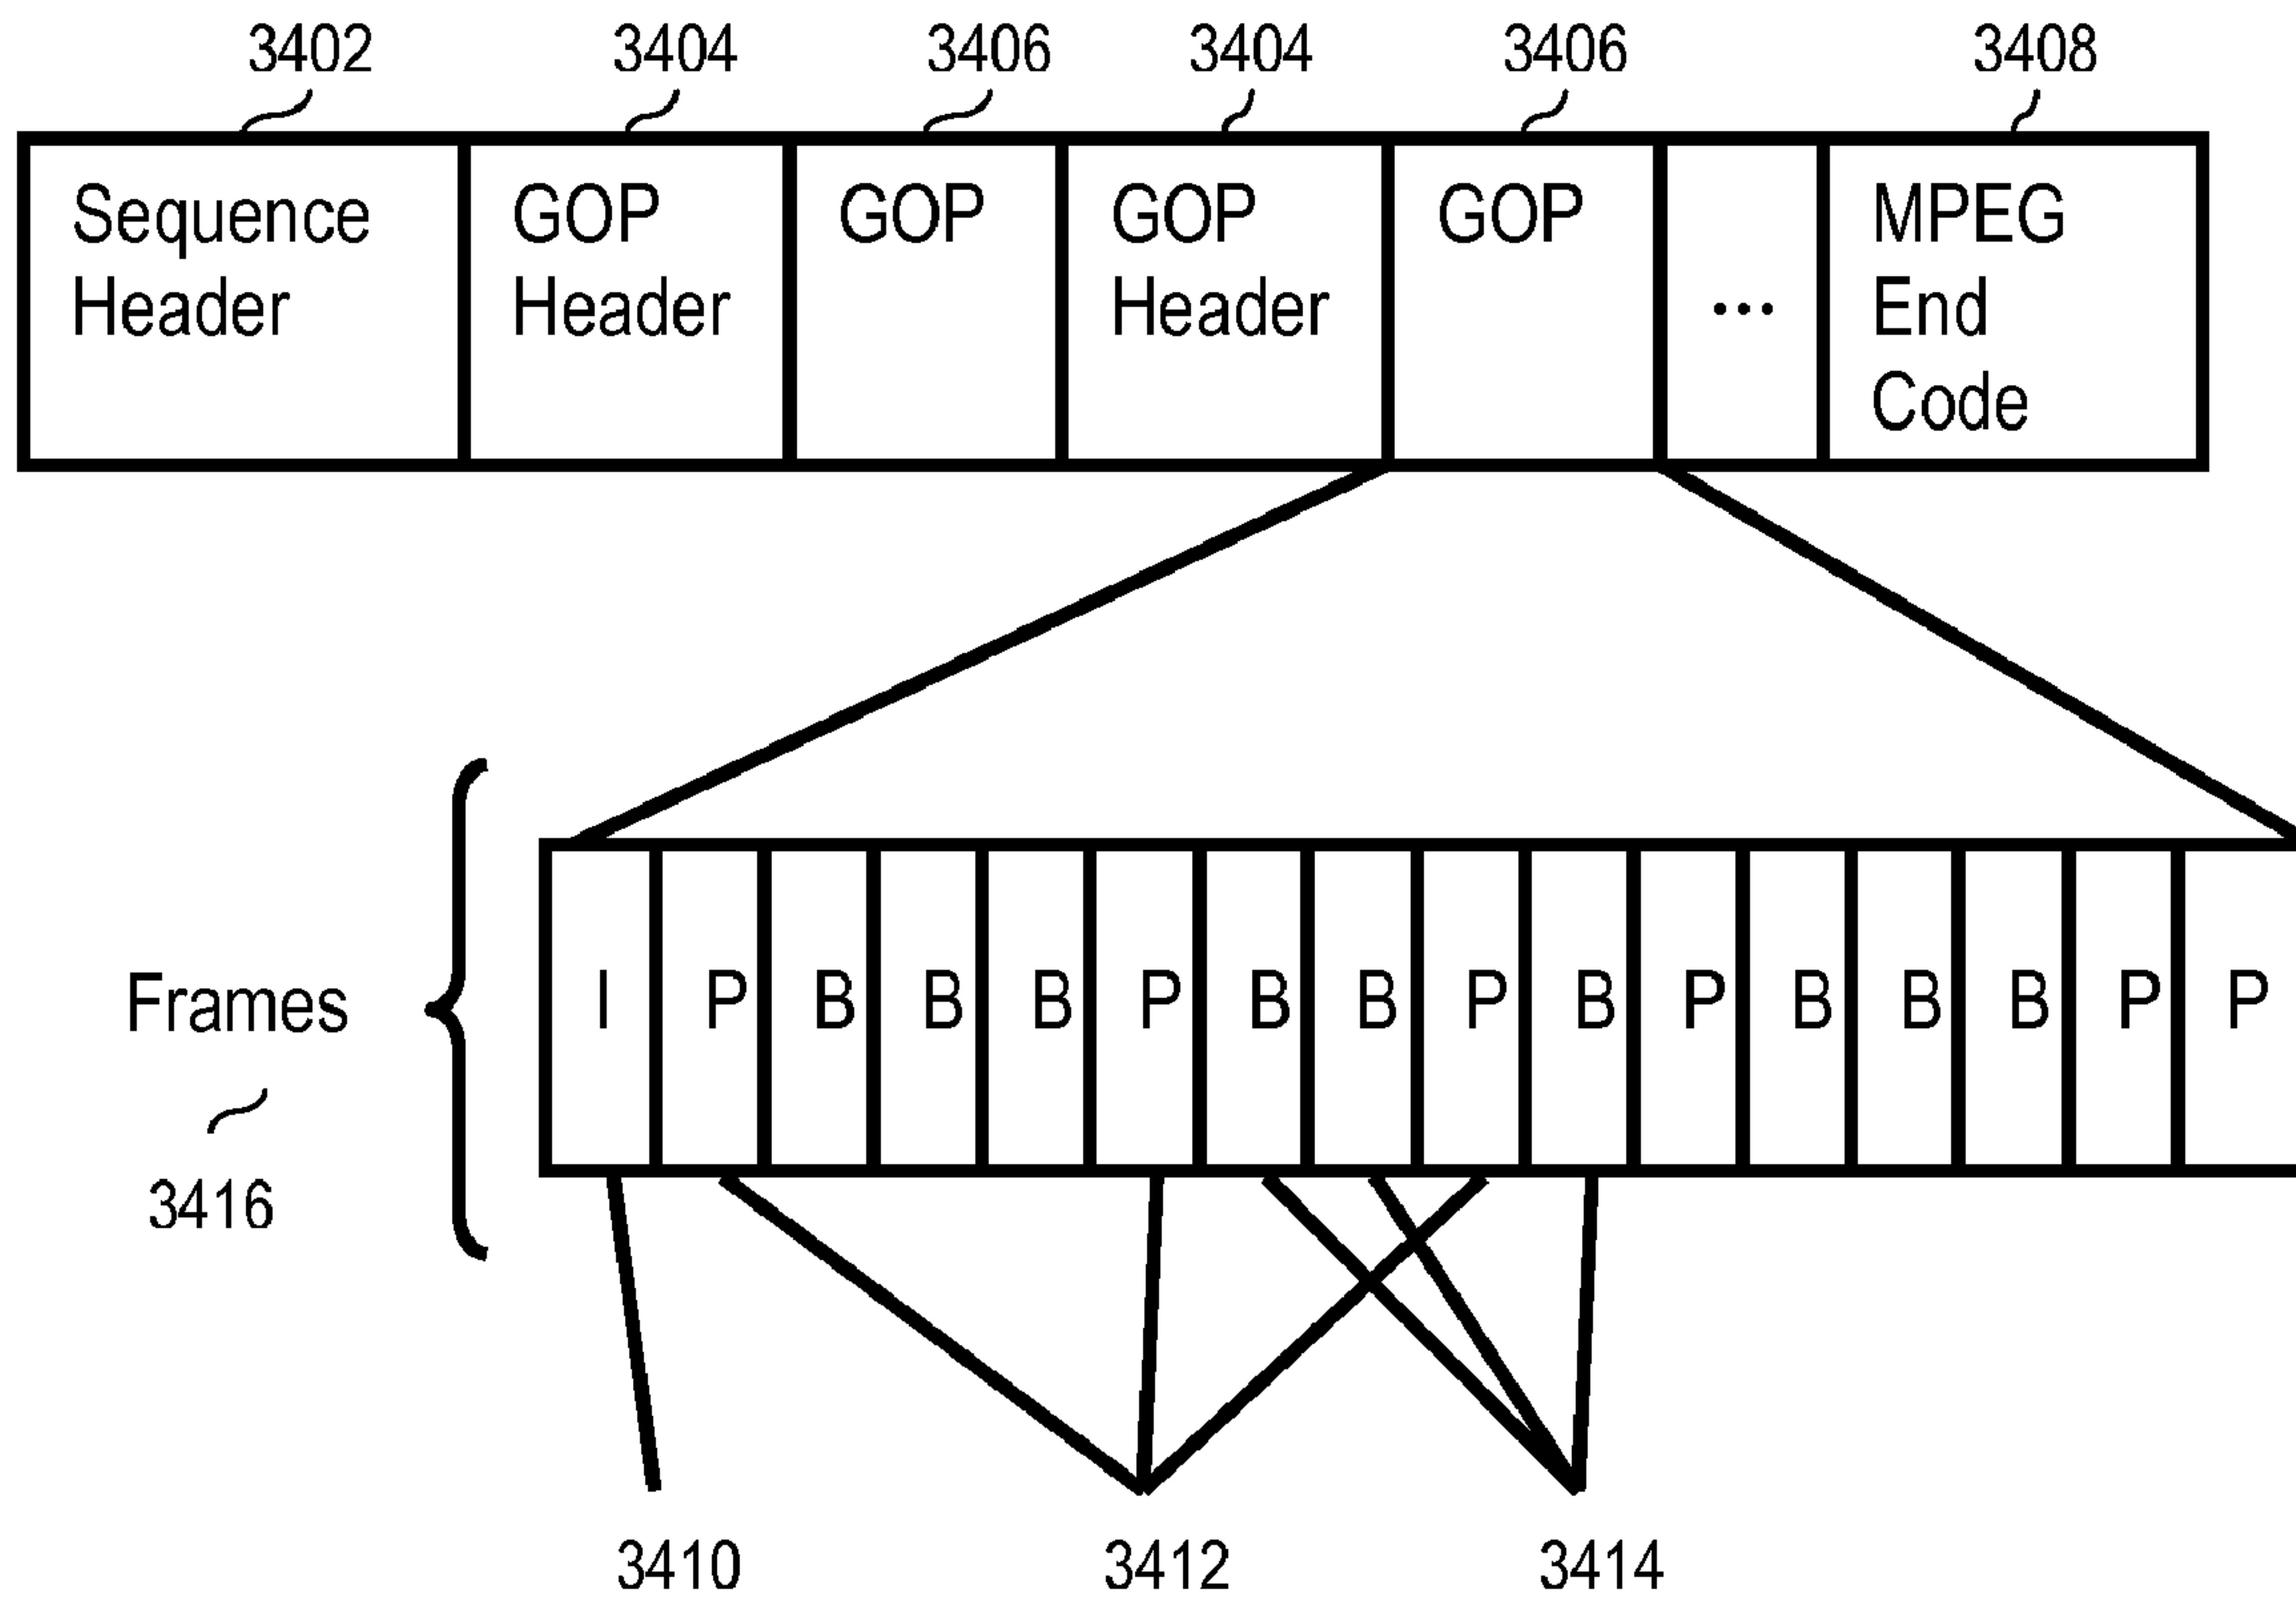 3402 3404 3406 3404 3406 3408
Sequence Header
GOP Header
GOP
GOP Header
GOP
...
MPEG End Code
Frames
3416
I P B B B P B B P B P B B B P P
3410 3412 3414